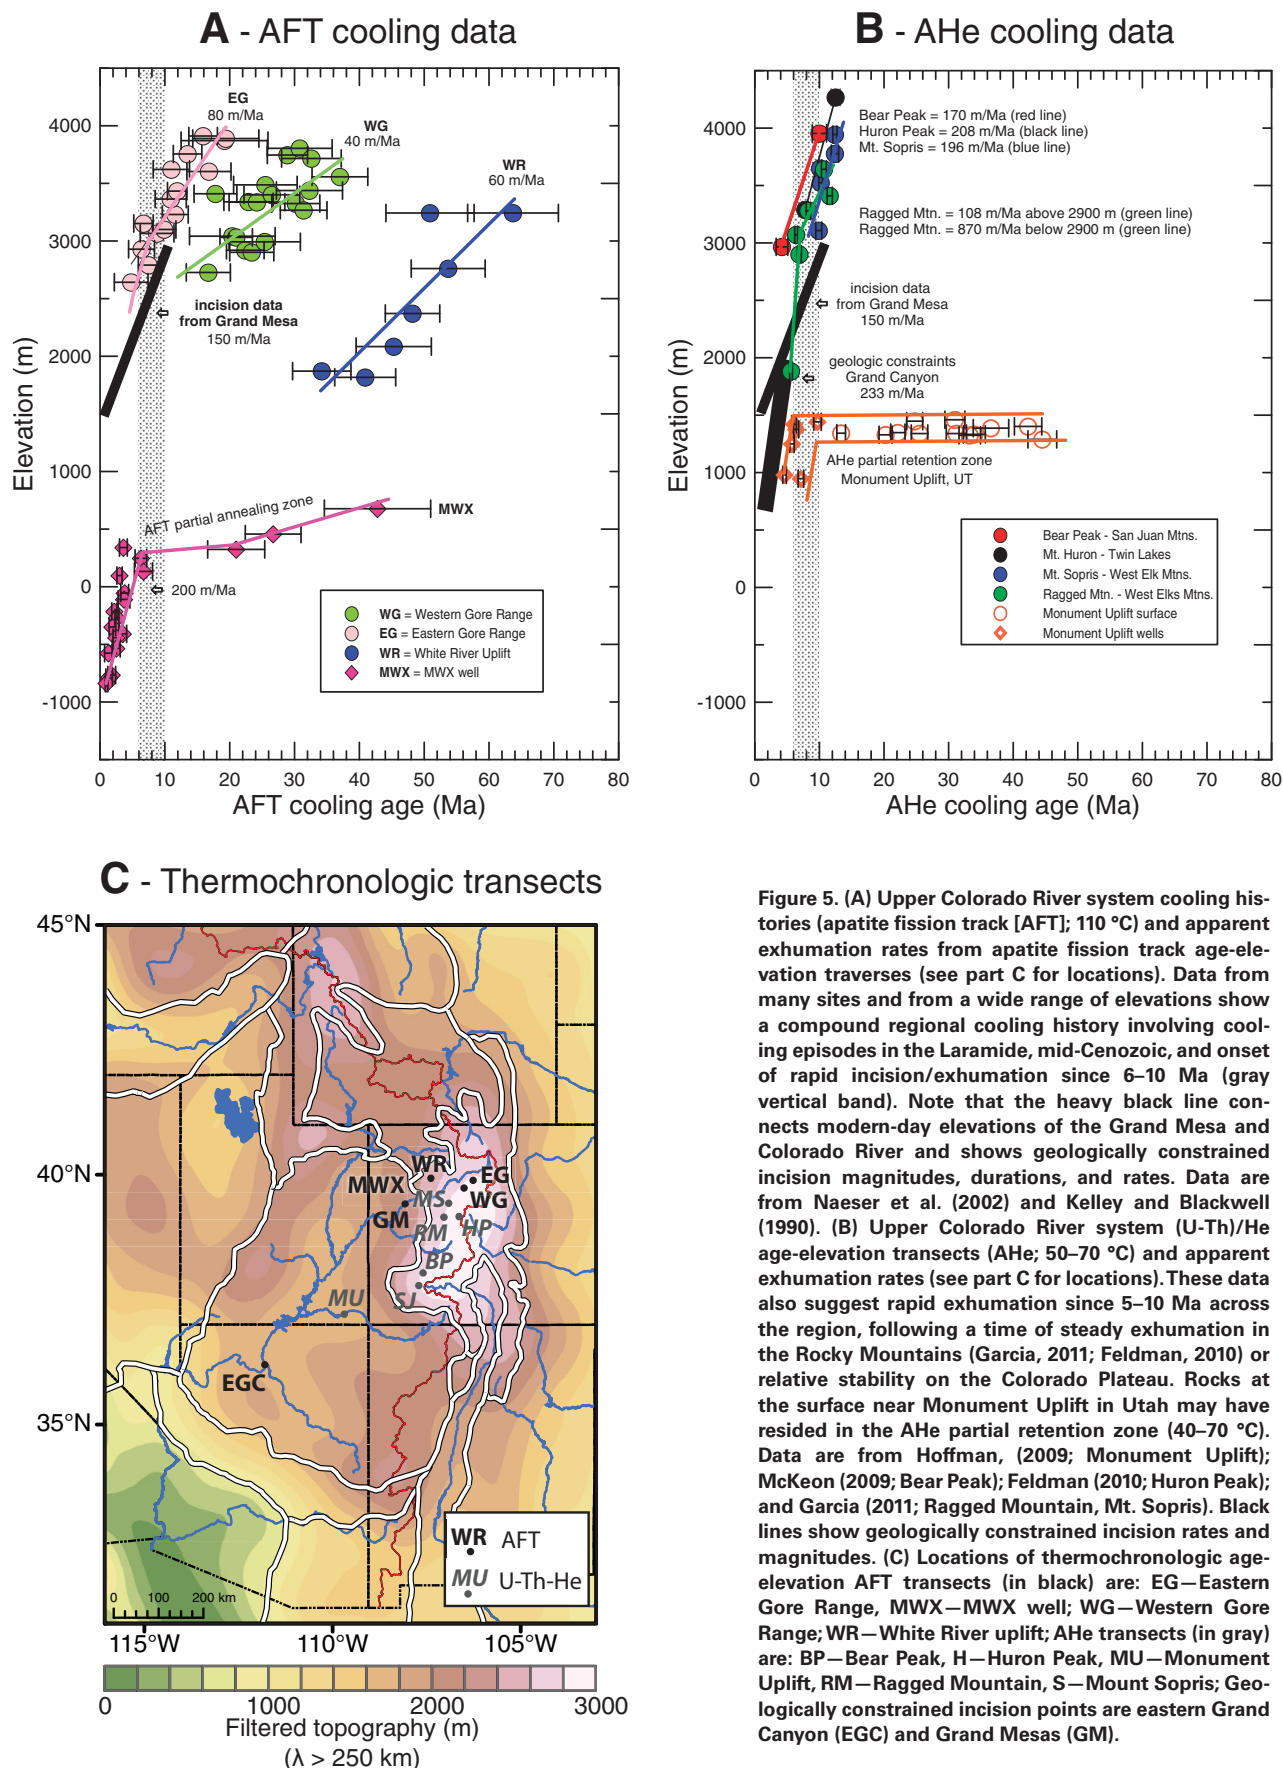 A - AFT cooling data
EG
80 m/Ma
WG
40 m/Ma
WR
60 m/Ma
4000
3000
2000
1000
0
-1000
Elevation (m)
incision data
from Grand Mesa
150 m/Ma
AFT partial annealing zone
MWX
200 m/Ma
WG = Western Gore Range
EG = Eastern Gore Range
WR = White River Uplift
MWX = MWX well
0 10 20 30 40 50 60 70 80
AFT cooling age (Ma)
B - AHe cooling data
Bear Peak = 170 m/Ma (red line)
Huron Peak = 208 m/Ma (black line)
Mt. Sopris = 196 m/Ma (blue line)
Ragged Mtn. = 108 m/Ma above 2900 m (green line)
Ragged Mtn. = 870 m/Ma below 2900 m (green line)
4000
3000
2000
1000
0
-1000
Elevation (m)
incision data
from Grand Mesa
150 m/Ma
geologic constraints
Grand Canyon
233 m/Ma
AHe partial retention zone
Monument Uplift, UT
Bear Peak - San Juan Mtns.
Mt. Huron - Twin Lakes
Mt. Sopris - West Elk Mtns.
Ragged Mtn. - West Elks Mtns.
Monument Uplift surface
Monument Uplift wells
0 10 20 30 40 50 60 70 80
AHe cooling age (Ma)
C - Thermochronologic transects
45°N
40°N
35°N
WR
EG
MWX
MS
WG
GM
RM
HP
BP
MU
SJ
EGC
WR AFT
MU U-Th-He
0 100 200 km
115°W 110°W 105°W
0 1000 2000 3000
Filtered topography (m)
(λ > 250 km)
Figure 5. (A) Upper Colorado River system cooling his-
tories (apatite fission track [AFT]; 110 °C) and apparent
exhumation rates from apatite fission track age-ele-
vation traverses (see part C for locations). Data from
many sites and from a wide range of elevations show
a compound regional cooling history involving cool-
ing episodes in the Laramide, mid-Cenozoic, and onset
of rapid incision/exhumation since 6–10 Ma (gray
vertical band). Note that the heavy black line con-
nects modern-day elevations of the Grand Mesa and
Colorado River and shows geologically constrained
incision magnitudes, durations, and rates. Data are
from Naeser et al. (2002) and Kelley and Blackwell
(1990). (B) Upper Colorado River system (U-Th)/He
age-elevation transects (AHe; 50–70 °C) and apparent
exhumation rates (see part C for locations). These data
also suggest rapid exhumation since 5–10 Ma across
the region, following a time of steady exhumation in
the Rocky Mountains (Garcia, 2011; Feldman, 2010) or
relative stability on the Colorado Plateau. Rocks at
the surface near Monument Uplift in Utah may have
resided in the AHe partial retention zone (40–70 °C).
Data are from Hoffman, (2009; Monument Uplift);
McKeon (2009; Bear Peak); Feldman (2010; Huron Peak);
and Garcia (2011; Ragged Mountain, Mt. Sopris). Black
lines show geologically constrained incision rates and
magnitudes. (C) Locations of thermochronologic age-
elevation AFT transects (in black) are: EG—Eastern
Gore Range, MWX—MWX well; WG—Western Gore
Range; WR—White River uplift; AHe transects (in gray)
are: BP—Bear Peak, H—Huron Peak, MU—Monument
Uplift, RM—Ragged Mountain, S—Mount Sopris; Geo-
logically constrained incision points are eastern Grand
Canyon (EGC) and Grand Mesas (GM).